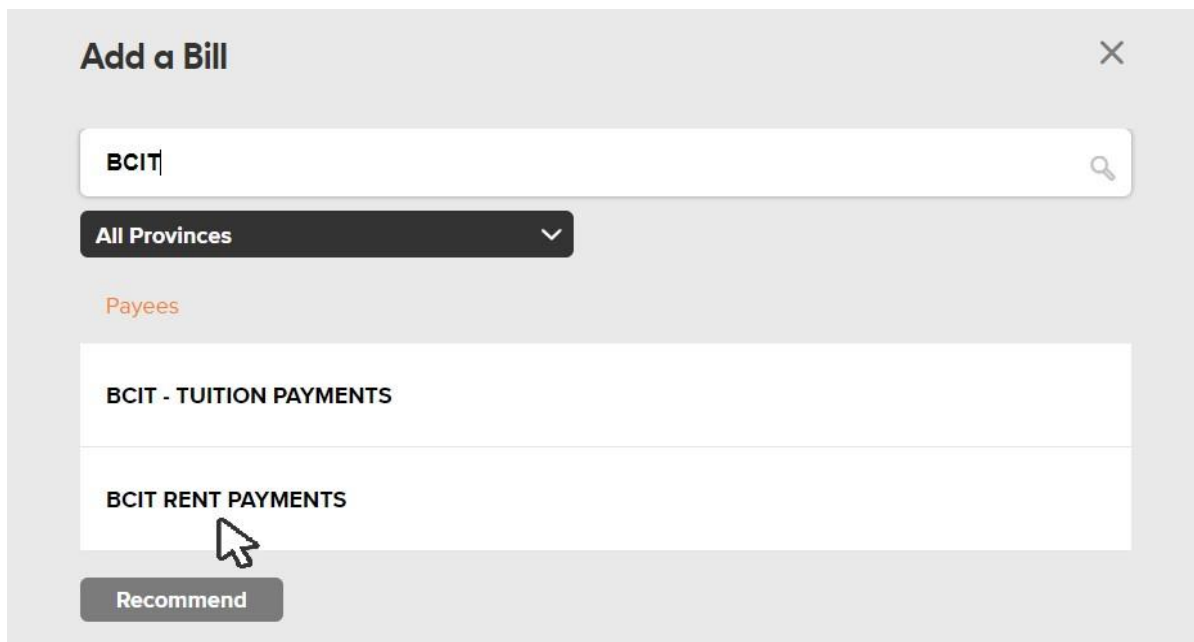 Add a Bill
BCIT
All Provinces
Payees
BCIT - TUITION PAYMENTS
BCIT RENT PAYMENTS
Recommend